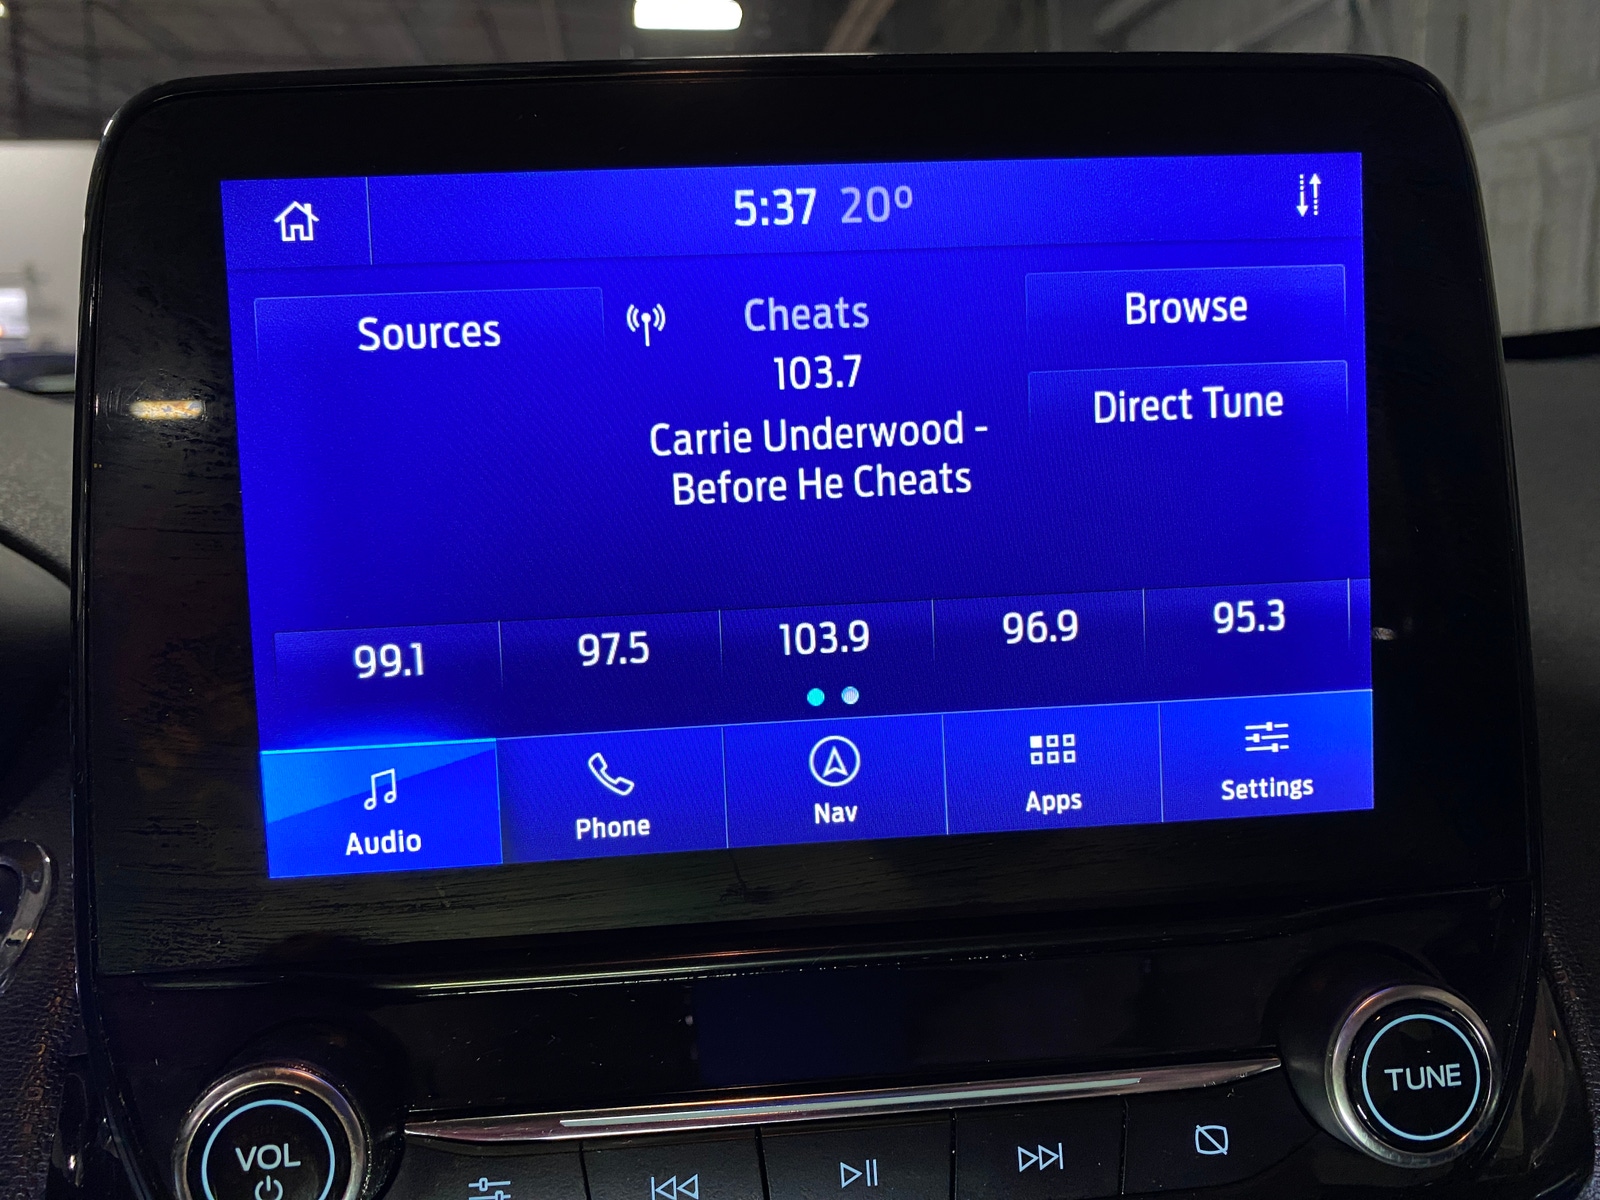 5:37 20°
Sources
Cheats
103.7
Carrie Underwood -
Before He Cheats
Browse
Direct Tune
99.1
97.5
103.9
96.9
95.3
Audio
Phone
Nav
Apps
Settings
VOL
TUNE